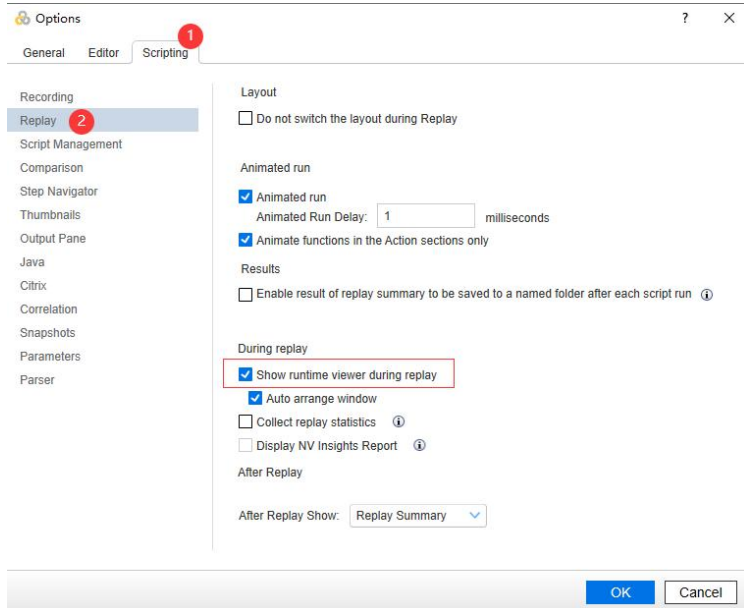 Options
?
1
General Editor Scripting
Recording
Replay 2
Script Management
Comparison
Step Navigator
Thumbnails
Output Pane
Java
Citrix
Correlation
Snapshots
Parameters
Parser
Layout
Do not switch the layout during Replay
Animated run
Animated run
Animated Run Delay: 1 milliseconds
Animate functions in the Action sections only
Results
Enable result of replay summary to be saved to a named folder after each script run
During replay
Show runtime viewer during replay
Auto arrange window
Collect replay statistics
Display NV Insights Report
After Replay
After Replay Show: Replay Summary
OK Cancel